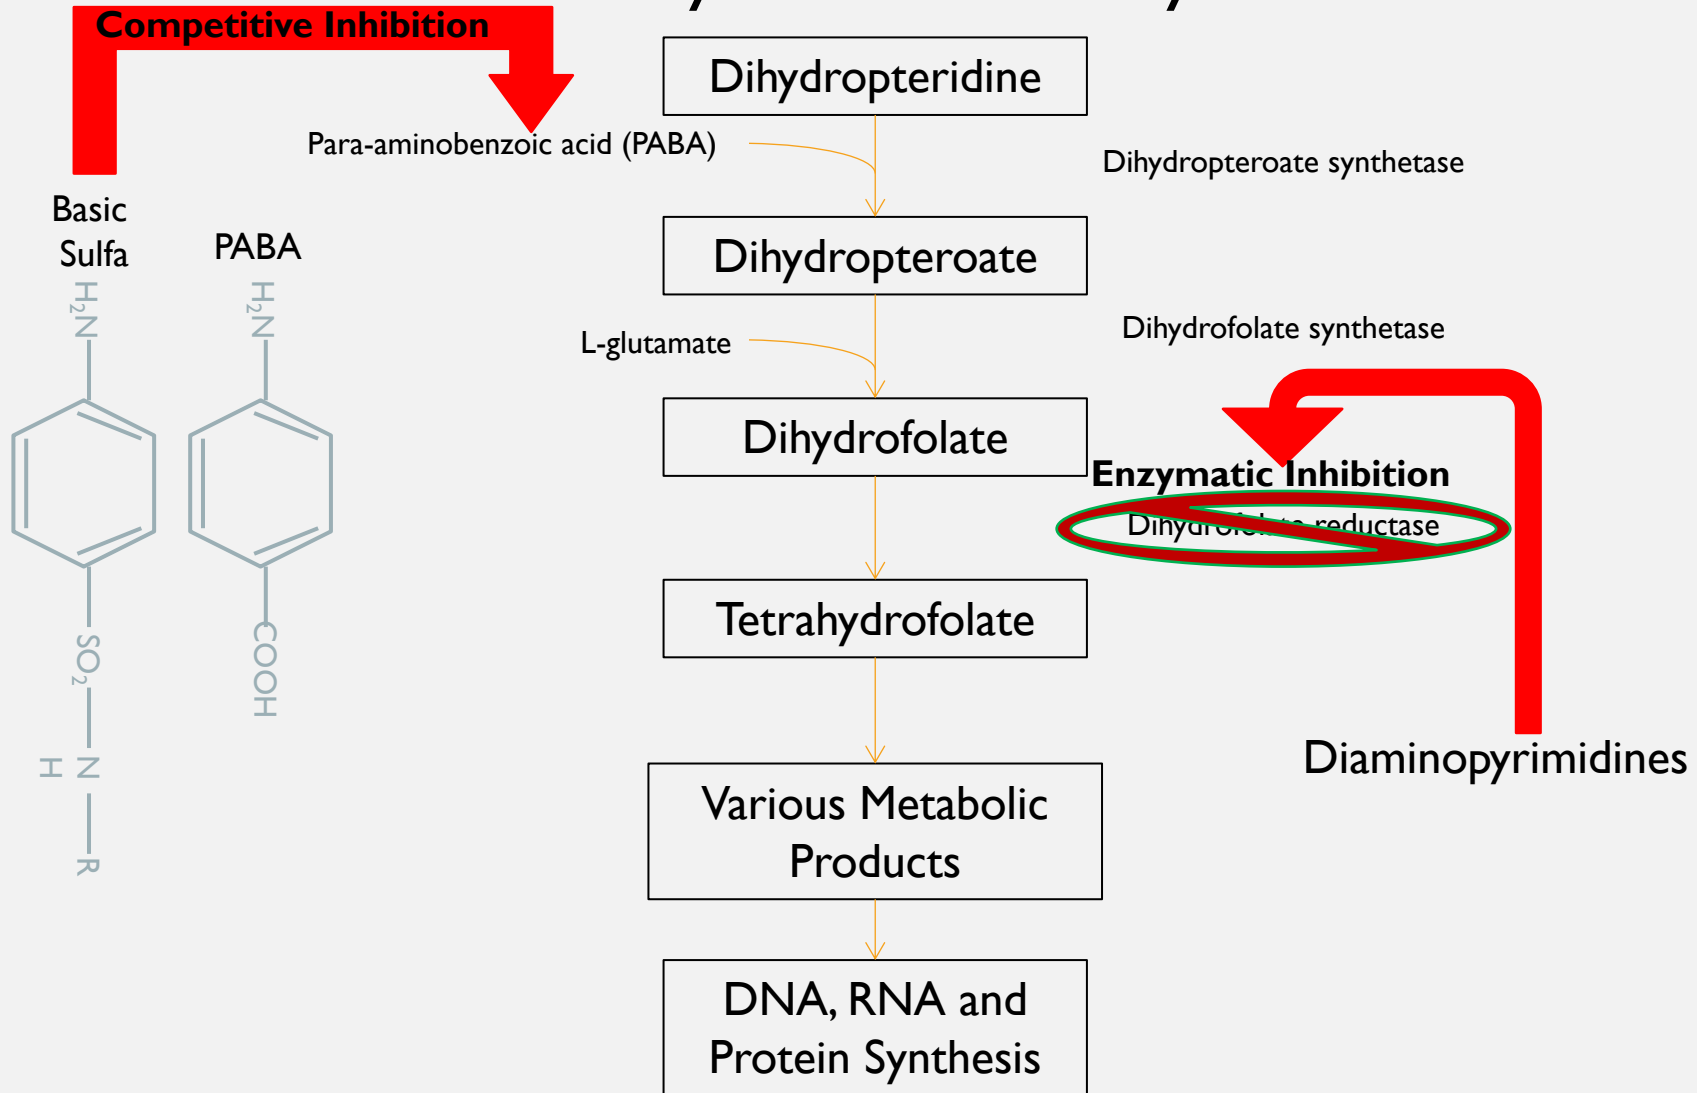 Competitive Inhibition
Dihydropteridine
Para-aminobenzoic acid (PABA)
Dihydropteroate synthetase
Basic
Sulfa
PABA
Dihydropteroate
H₂N
H₂N
L-glutamate
Dihydrofolate synthetase
Dihydrofolate
Enzymatic Inhibition
Dihydrofolate reductase
Tetrahydrofolate
SO₂
COOH
N
H
R
Diaminopyrimidines
Various Metabolic
Products
DNA, RNA and
Protein Synthesis